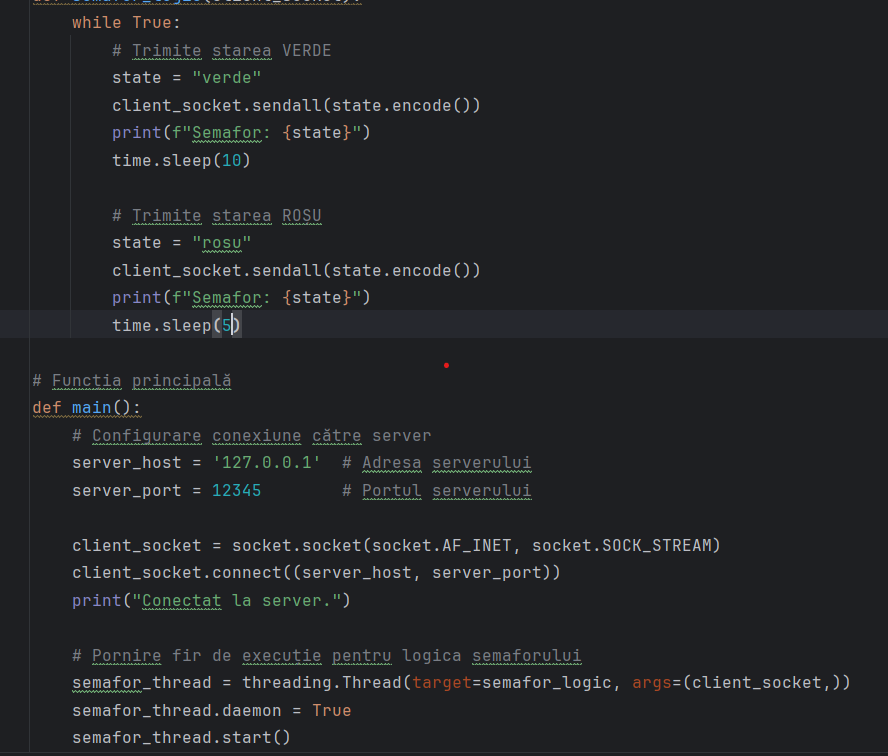 while True:
# Trimite starea VERDE
state = "verde"
client_socket.sendall(state.encode())
print(f"Semafor: {state}")
time.sleep(10)
# Trimite starea ROSU
state = "rosu"
client_socket.sendall(state.encode())
print(f"Semafor: {state}")
time.sleep(5)
# Funcția principală
def main():
# Configurare conexiune către server
server_host = '127.0.0.1'  # Adresa serverului
server_port = 12345        # Portul serverului
client_socket = socket.socket(socket.AF_INET, socket.SOCK_STREAM)
client_socket.connect((server_host, server_port))
print("Conectat la server.")
# Pornire fir de execuție pentru logica semaforului
semafor_thread = threading.Thread(target=semafor_logic, args=(client_socket,))
semafor_thread.daemon = True
semafor_thread.start()